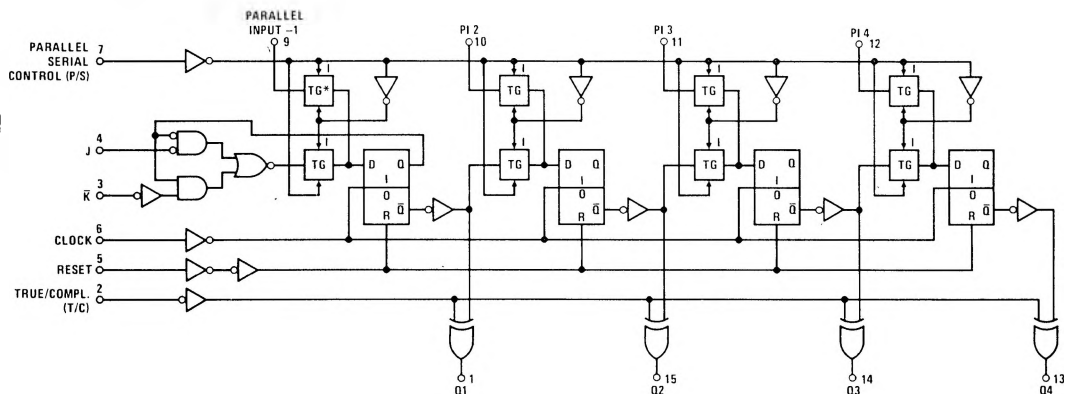 PARALLEL
INPUT -1
9
PI 2
10
PI 3
11
PI 4
12
PARALLEL
SERIAL
CONTROL (P/S)
7
I
I
I
I
TG*
TG
TG
TG
J
4
I
I
I
I
TG
TG
TG
TG
D Q
D Q
D Q
D Q
K̅
3
I
O
R Q̅
I
O
R Q̅
I
O
R Q̅
I
O
R Q̅
CLOCK
6
RESET
5
TRUE/COMPL.
(T/C)
2
1
Q1
15
Q2
14
Q3
13
Q4